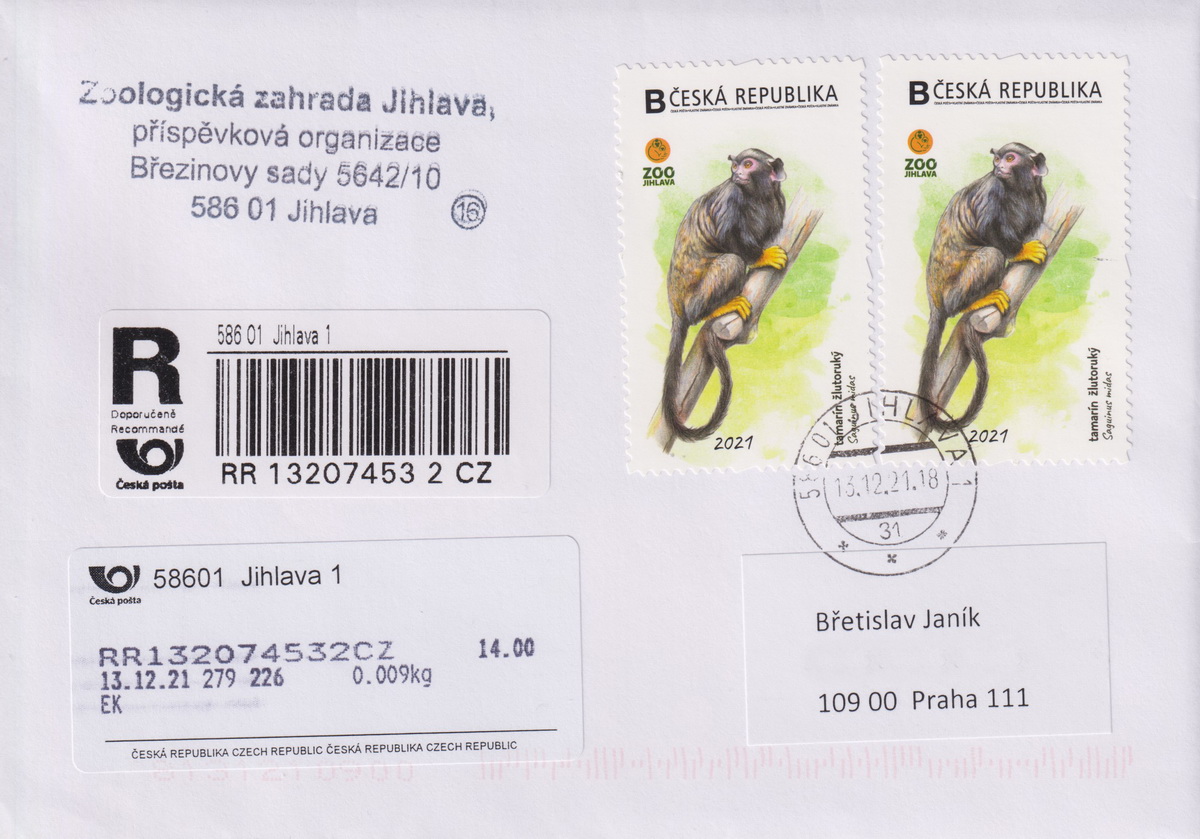 Zoologická zahrada Jihlava,
příspěvková organizace
Březinovy sady 5642/10
586 01 Jihlava
16
B ČESKÁ REPUBLIKA
ZOO
JIHLAVA
tamarín žlutoruký
Saguinus midas
2021
B ČESKÁ REPUBLIKA
ZOO
JIHLAVA
tamarín žlutoruký
Saguinus midas
2021
58601 JIHLAVA 1
13.12.21.18
31
R
Doporučeně
Recommandé
Česká pošta
586 01 Jihlava 1
RR 13207453 2 CZ
Česká pošta
58601 Jihlava 1
RR132074532CZ 14.00
13.12.21 279 226 0.009kg
EK
ČESKÁ REPUBLIKA CZECH REPUBLIC ČESKÁ REPUBLIKA CZECH REPUBLIC
Břetislav Janík
109 00 Praha 111